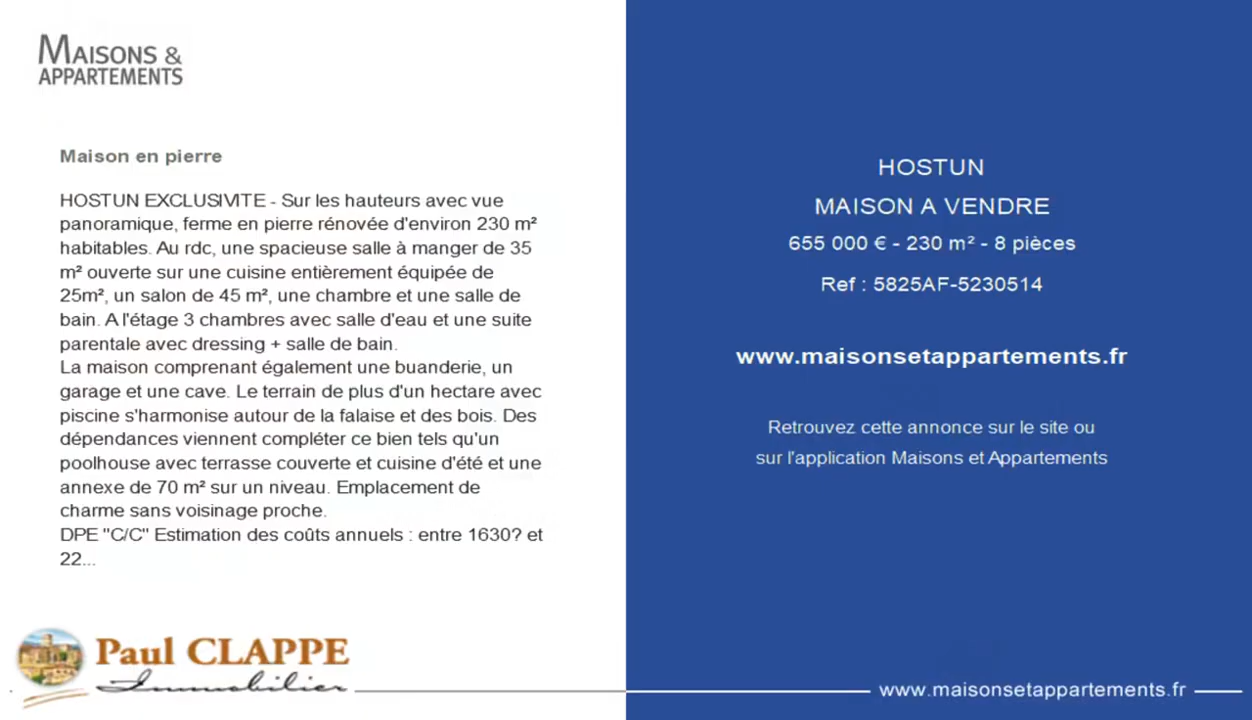 MAISONS &
APPARTEMENTS
Maison en pierre
HOSTUN EXCLUSIVITE - Sur les hauteurs avec vue
panoramique, ferme en pierre rénovée d'environ 230 m²
habitables. Au rdc, une spacieuse salle à manger de 35
m² ouverte sur une cuisine entièrement équipée de
25m², un salon de 45 m², une chambre et une salle de
bain. A l'étage 3 chambres avec salle d'eau et une suite
parentale avec dressing + salle de bain.
La maison comprenant également une buanderie, un
garage et une cave. Le terrain de plus d'un hectare avec
piscine s'harmonise autour de la falaise et des bois. Des
dépendances viennent compléter ce bien tels qu'un
poolhouse avec terrasse couverte et cuisine d'été et une
annexe de 70 m² sur un niveau. Emplacement de
charme sans voisinage proche.
DPE "C/C" Estimation des coûts annuels : entre 1630? et
22...
Paul CLAPPE
Immobilier
HOSTUN
MAISON A VENDRE
655 000 € - 230 m² - 8 pièces
Ref : 5825AF-5230514
www.maisonsetappartements.fr
Retrouvez cette annonce sur le site ou
sur l'application Maisons et Appartements
www.maisonsetappartements.fr